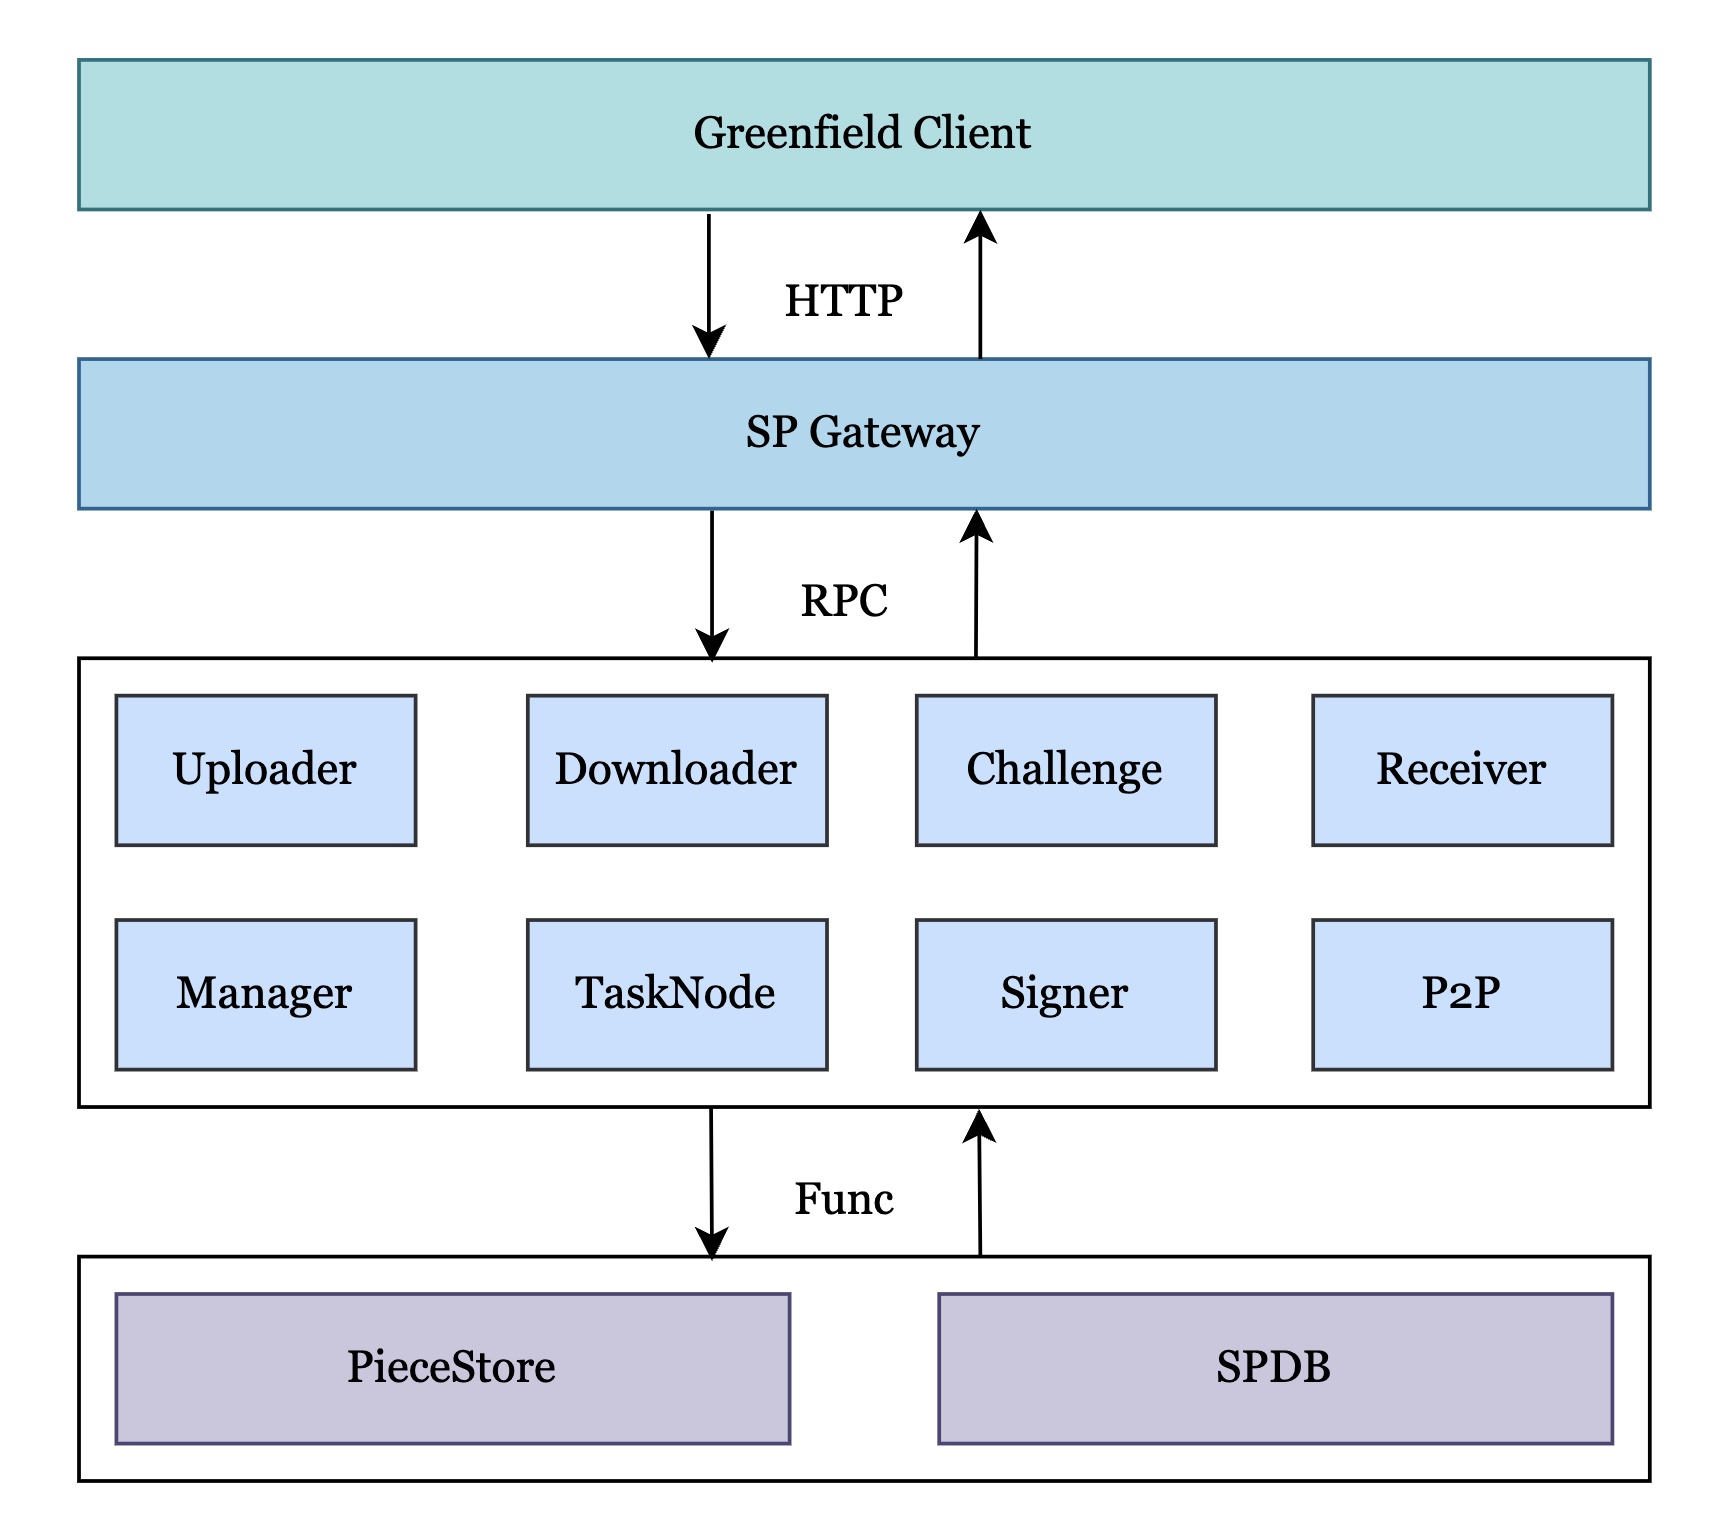 Greenfield Client
HTTP
SP Gateway
RPC
Uploader
Downloader
Challenge
Receiver
Manager
TaskNode
Signer
P2P
Func
PieceStore
SPDB